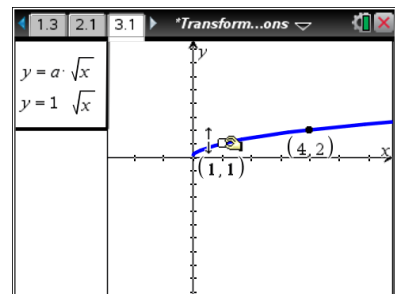 1.3 2.1 3.1 *Transform...ons
y = a· √x
y = 1 √x
y
(4, 2)
x
(1, 1)